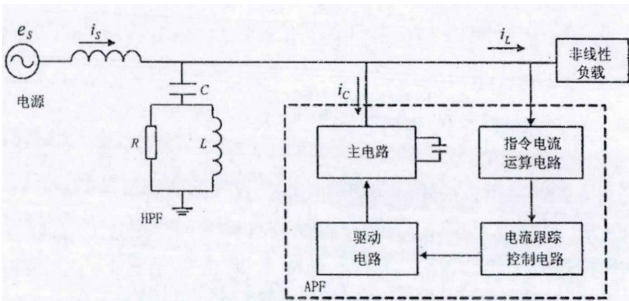 e_S
i_S
i_L
非线性
负载
电源
C
i_C
R
L
主电路
指令电流
运算电路
HPF
驱动
电路
电流跟踪
控制电路
APF